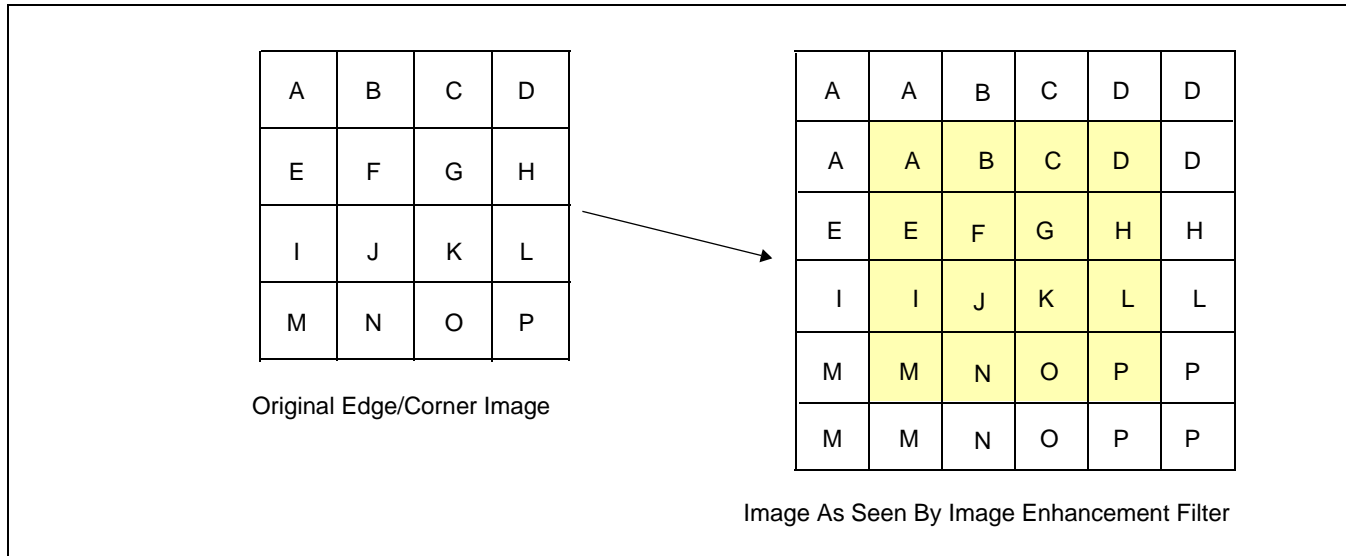 A B C D
E F G H
I J K L
M N O P
Original Edge/Corner Image
A A B C D D
A A B C D D
E E F G H H
I I J K L L
M M N O P P
M M N O P P
Image As Seen By Image Enhancement Filter